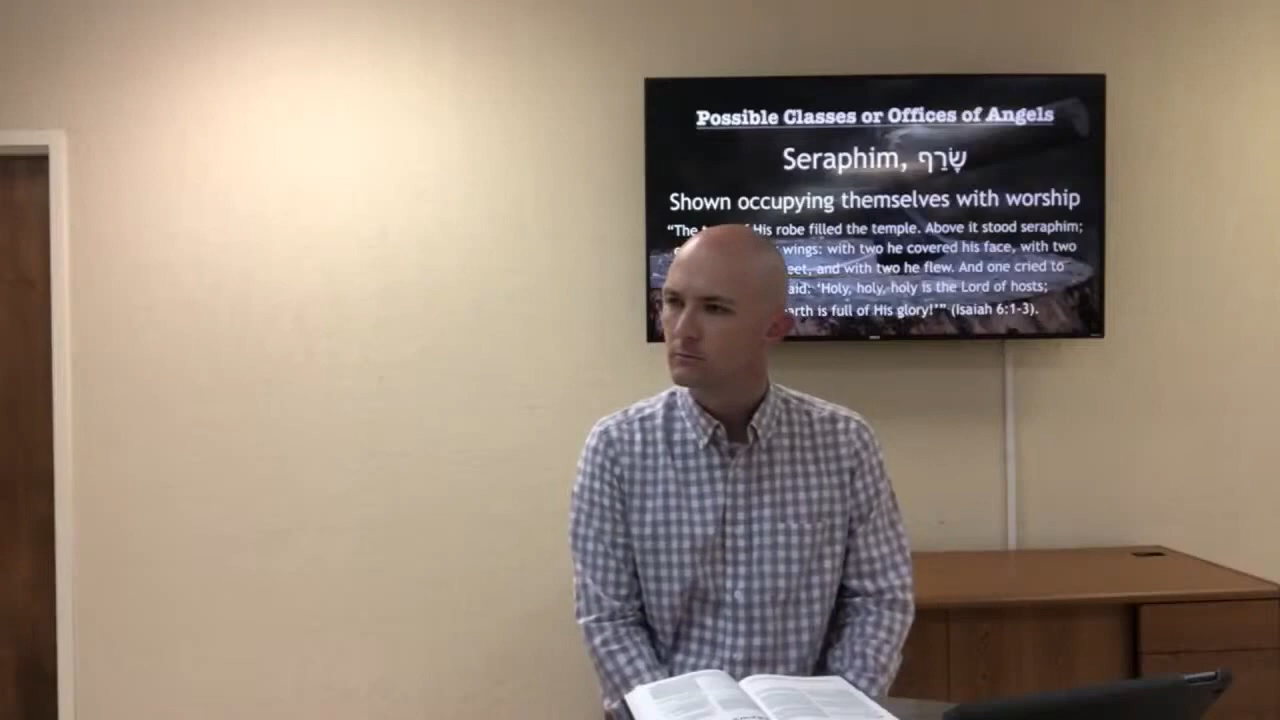 Possible Classes or Offices of Angels
Seraphim, שָׂרַף
Shown occupying themselves with worship
“The of His robe filled the temple. Above it stood seraphim;
wings: with two he covered his face, with two
and with two he flew. And one cried to
‘Holy, holy, holy is the Lord of hosts;
is full of His glory!’” (Isaiah 6:1-3).